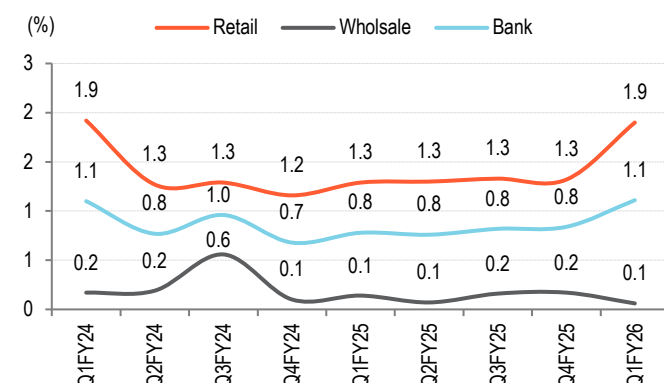 (%)
Retail Wholsale Bank
3
2
2
1
1
0
1.9 1.3 1.3 1.2 1.3 1.3 1.3 1.3 1.9
1.1 0.8 1.0 0.7 0.8 0.8 0.8 0.8 1.1
0.2 0.2 0.6 0.1 0.1 0.1 0.2 0.2 0.1
Q1FY24 Q2FY24 Q3FY24 Q4FY24 Q1FY25 Q2FY25 Q3FY25 Q4FY25 Q1FY26